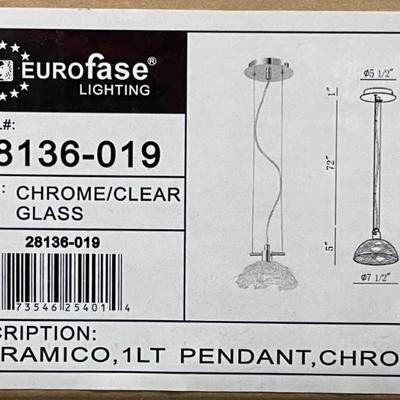 EUROfase®
LIGHTING
L#:
8136-019
: CHROME/CLEAR
GLASS
28136-019
73546 25401 4
CRIPTION:
RAMICO,1LT PENDANT,CHRO
Ø5 1/2"
1"
72"
5"
Ø7 1/2"